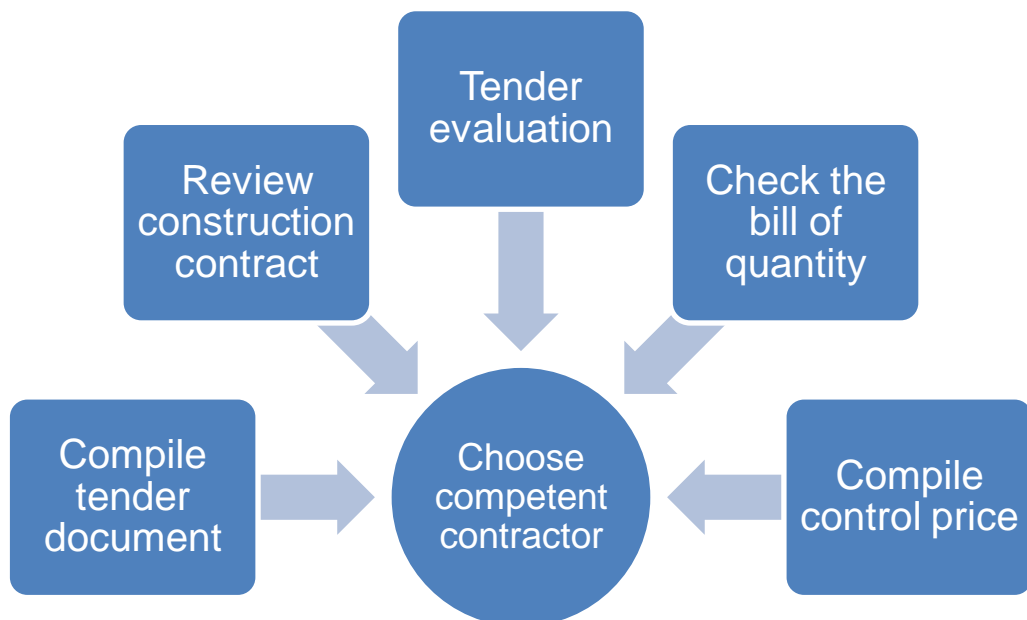 Tender
evaluation
Review
construction
contract
Check the
bill of
quantity
Compile
tender
document
Choose
competent
contractor
Compile
control price